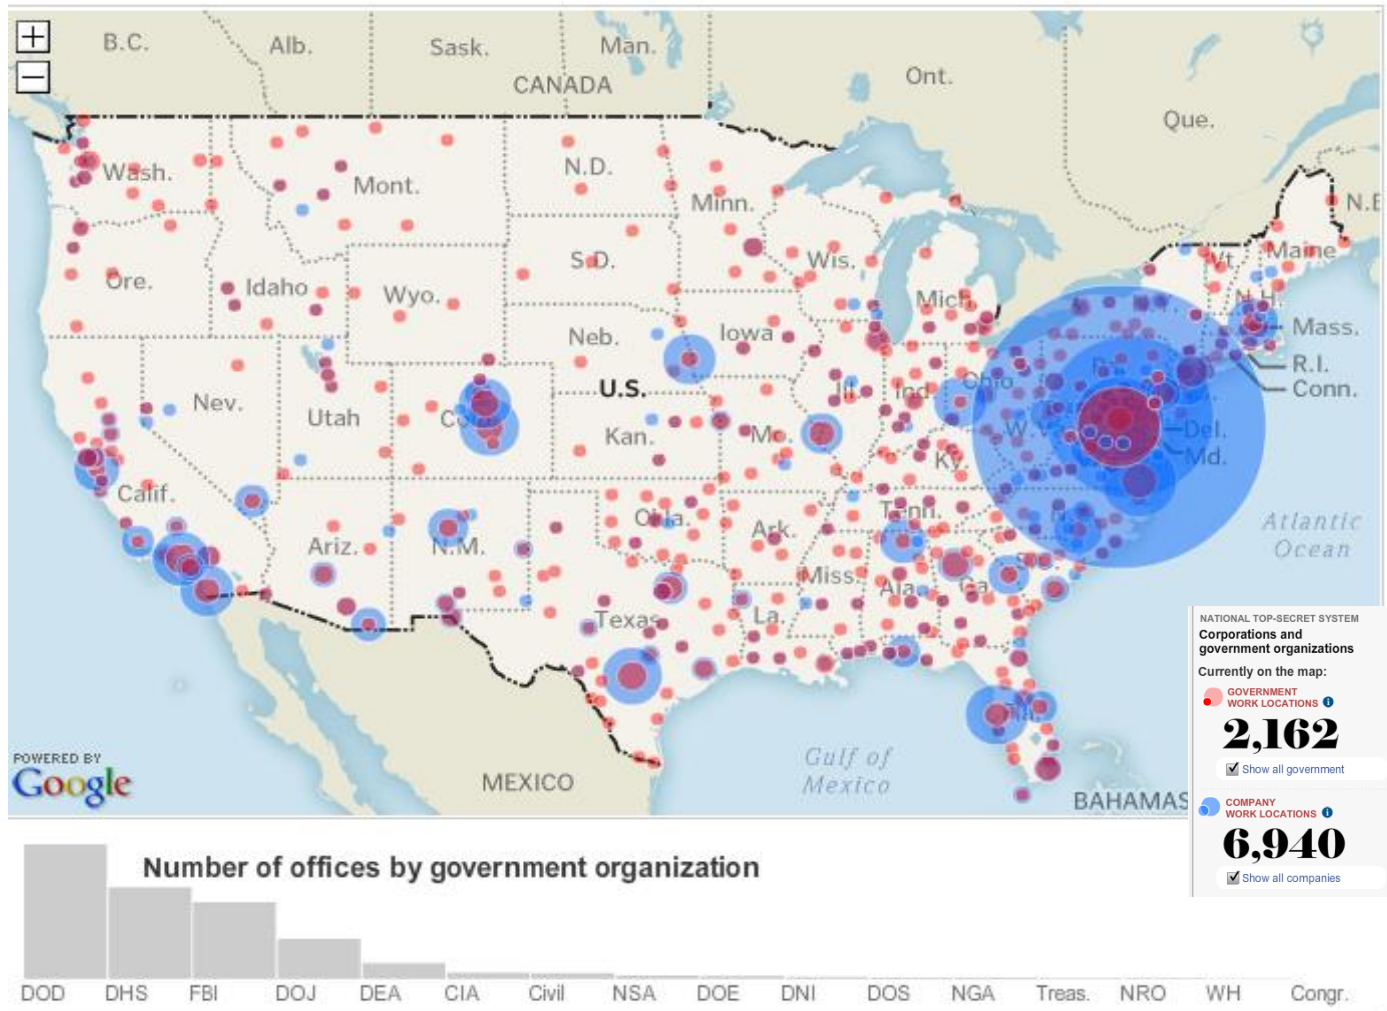 B.C.
Alb.
Sask.
Man.
CANADA
Ont.
Que.
N.D.
Wash.
Mont.
Minn.
N.B
Maine
Vt.
S.D.
Wis.
Ore.
Idaho
Wyo.
Mich.
N.H.
Mass.
Neb.
Iowa
R.I.
Conn.
U.S.
Ohio
Ill.
Ind.
Nev.
Utah
Kan.
Mo.
Del.
Md.
Ky.
Calif.
Okla.
Tenn.
Ark.
Atlantic
Ocean
Ariz.
N.M.
Miss.
Ala.
Ga.
Texas
La.
Fla.
Gulf of
Mexico
MEXICO
BAHAMAS
POWERED BY
Google
NATIONAL TOP-SECRET SYSTEM
Corporations and
government organizations
Currently on the map:
GOVERNMENT
WORK LOCATIONS
2,162
Show all government
COMPANY
WORK LOCATIONS
6,940
Show all companies
Number of offices by government organization
DOD DHS FBI DOJ DEA CIA Civil NSA DOE DNI DOS NGA Treas. NRO WH Congr.